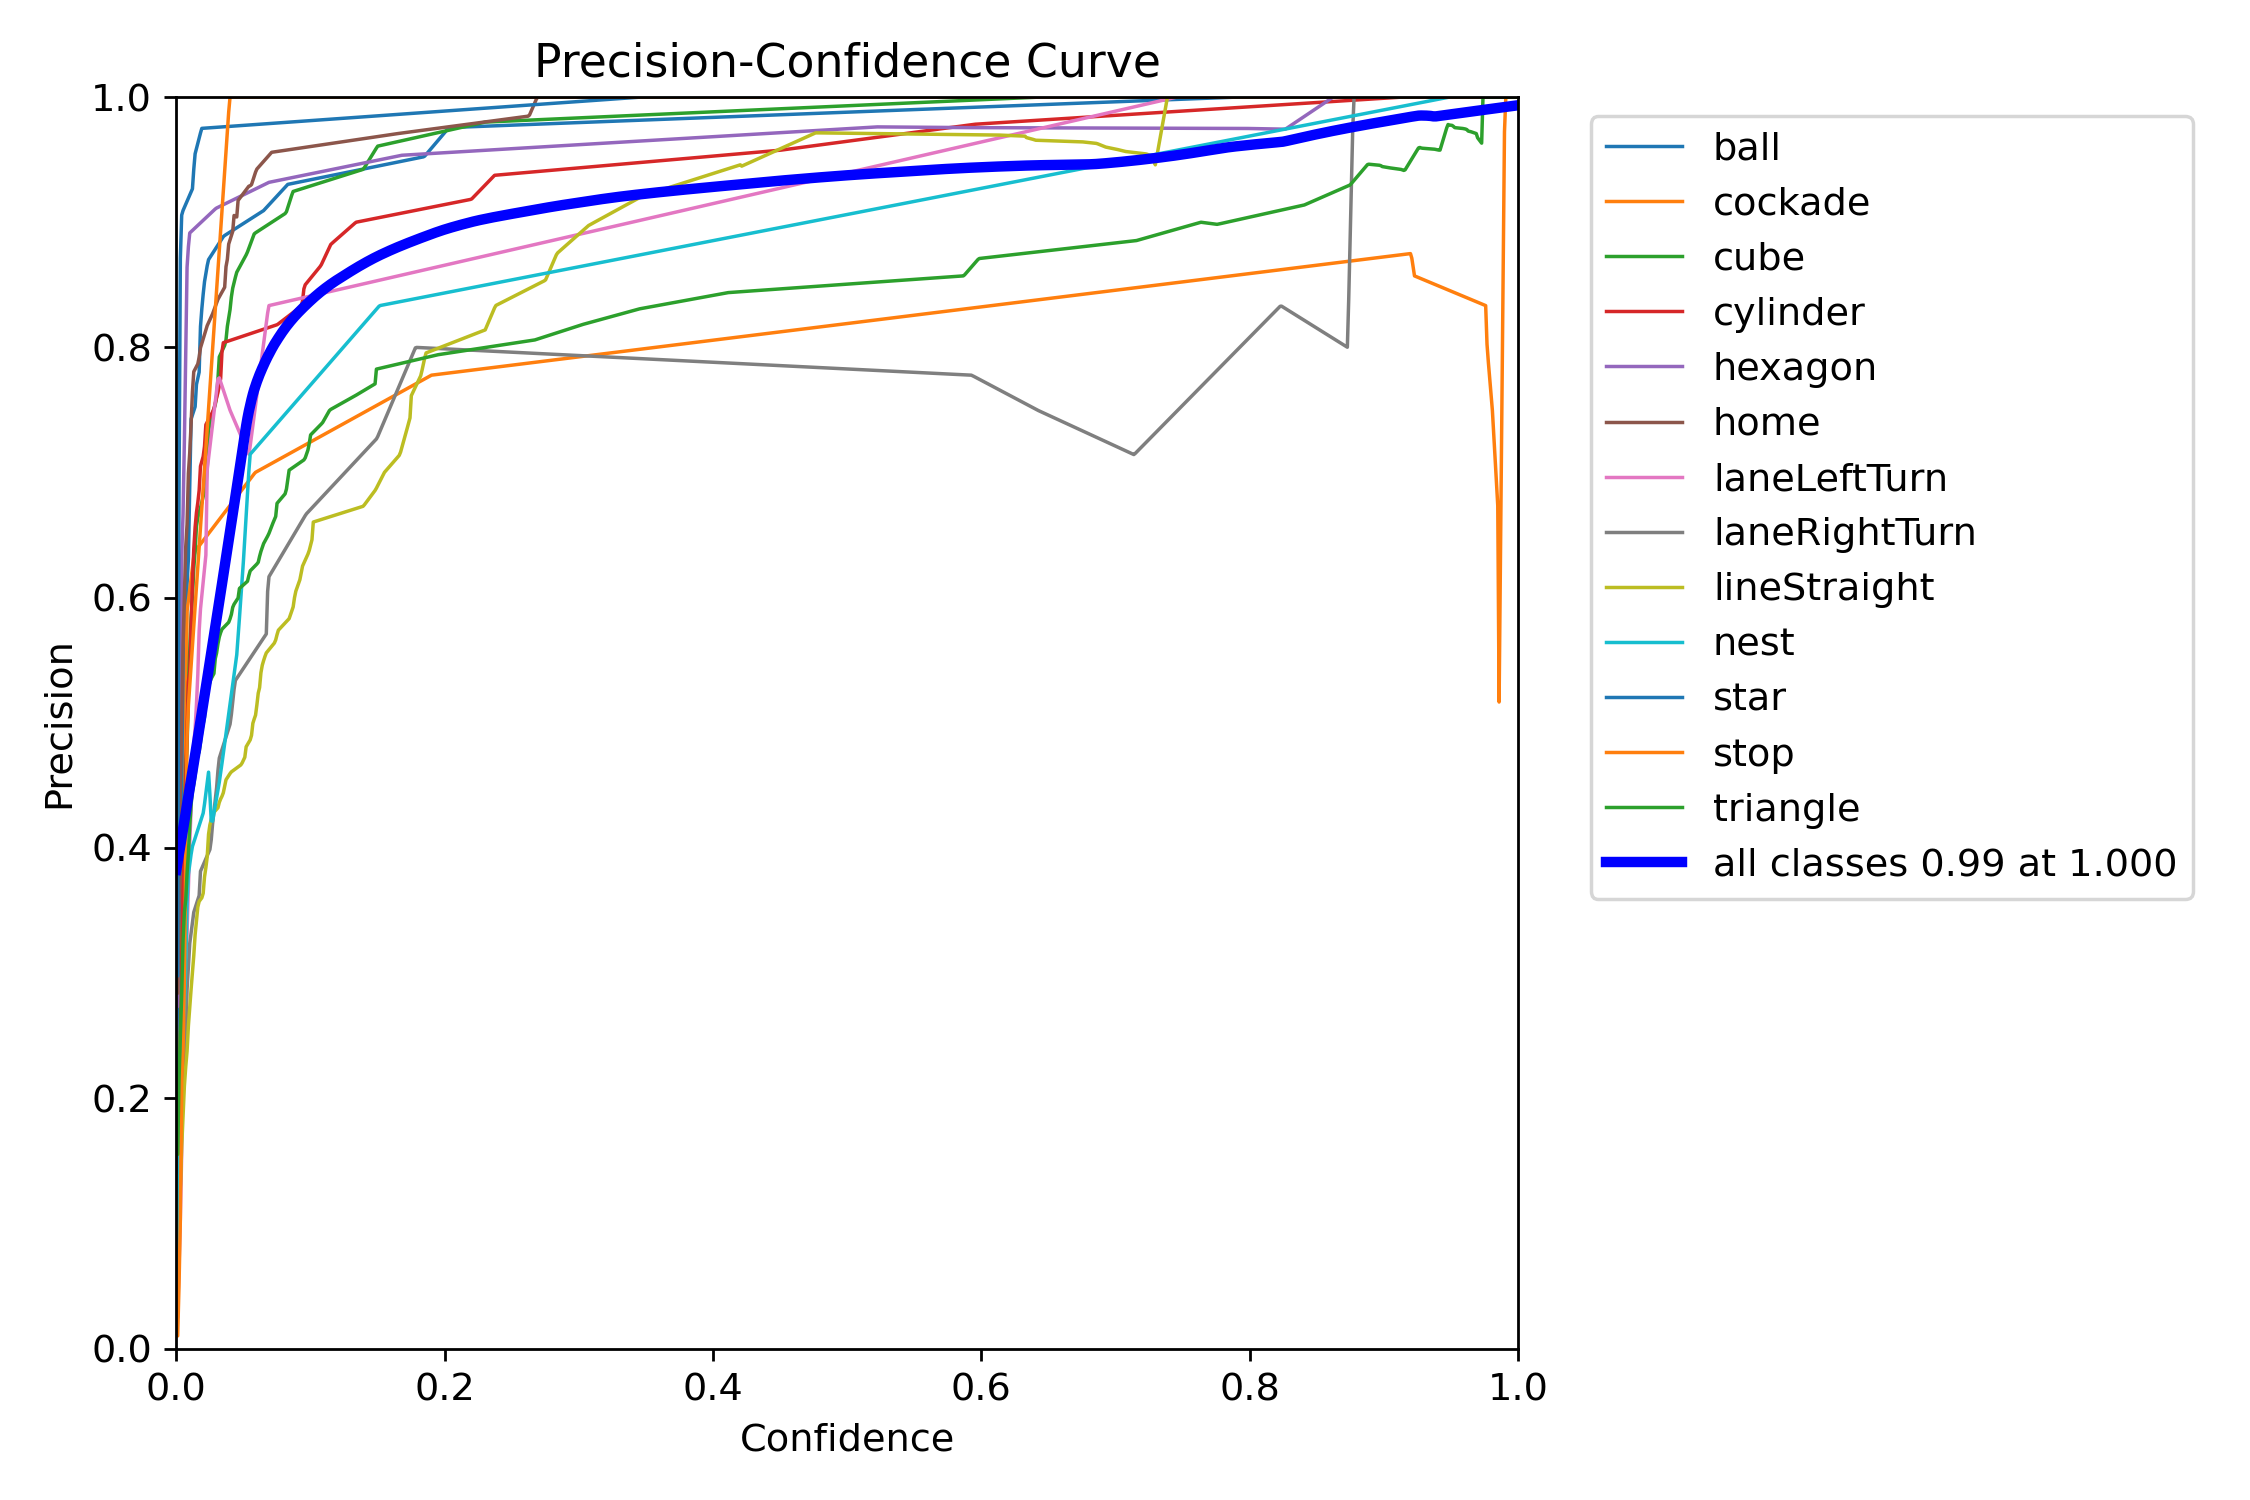 Precision-Confidence Curve
1.0
0.8
0.6
0.4
0.2
0.0
Precision
0.0 0.2 0.4 0.6 0.8 1.0
Confidence
ball
cockade
cube
cylinder
hexagon
home
laneLeftTurn
laneRightTurn
lineStraight
nest
star
stop
triangle
all classes 0.99 at 1.000